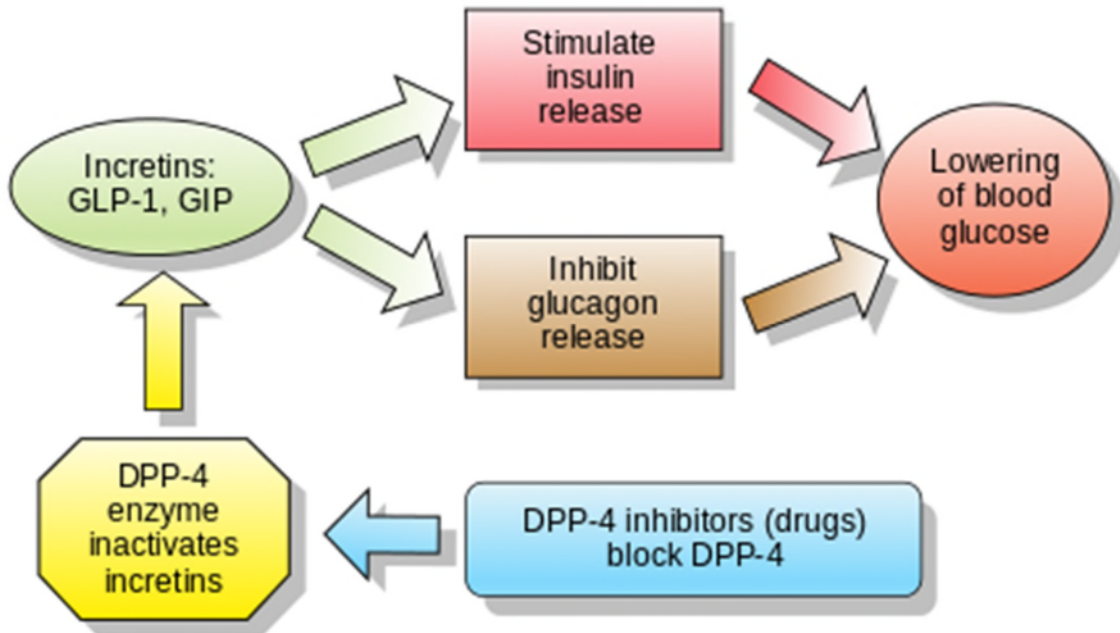 Stimulate
insulin
release
Incretins:
GLP-1, GIP
Lowering
of blood
glucose
Inhibit
glucagon
release
DPP-4
enzyme
inactivates
incretins
DPP-4 inhibitors (drugs)
block DPP-4